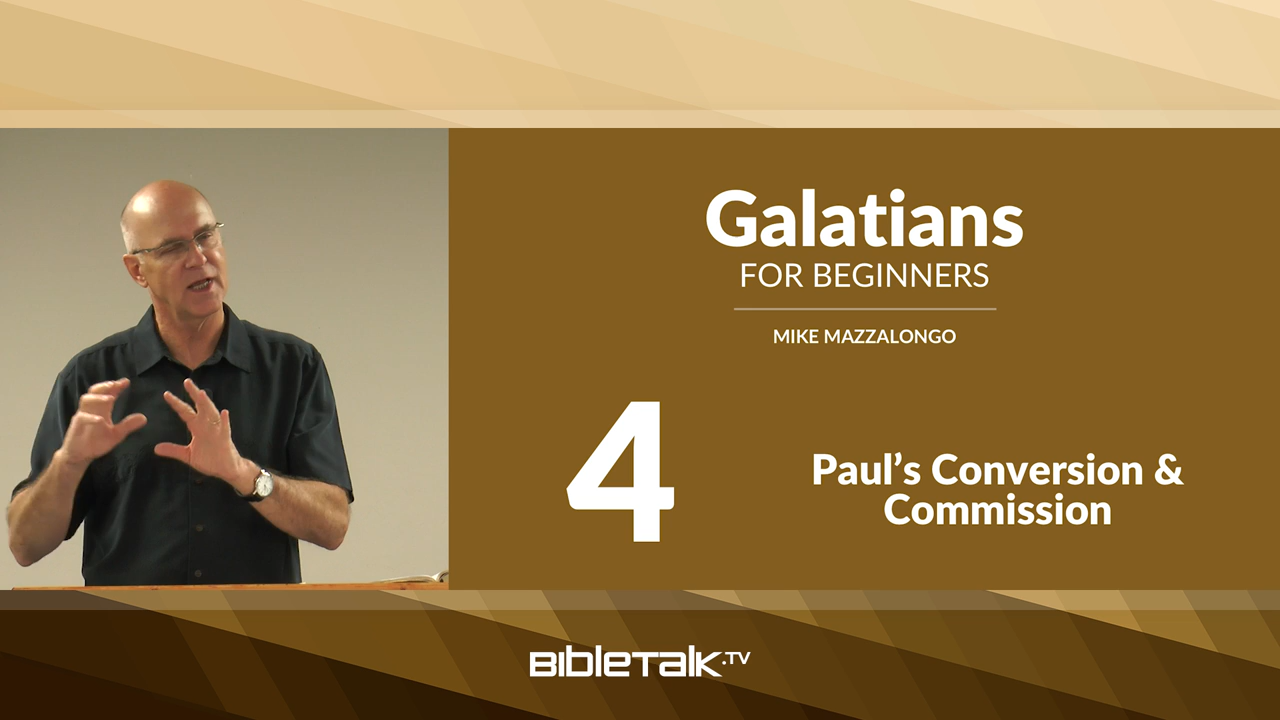 Galatians
FOR BEGINNERS
MIKE MAZZALONGO
4
Paul’s Conversion &
Commission
BIBLETALK.TV